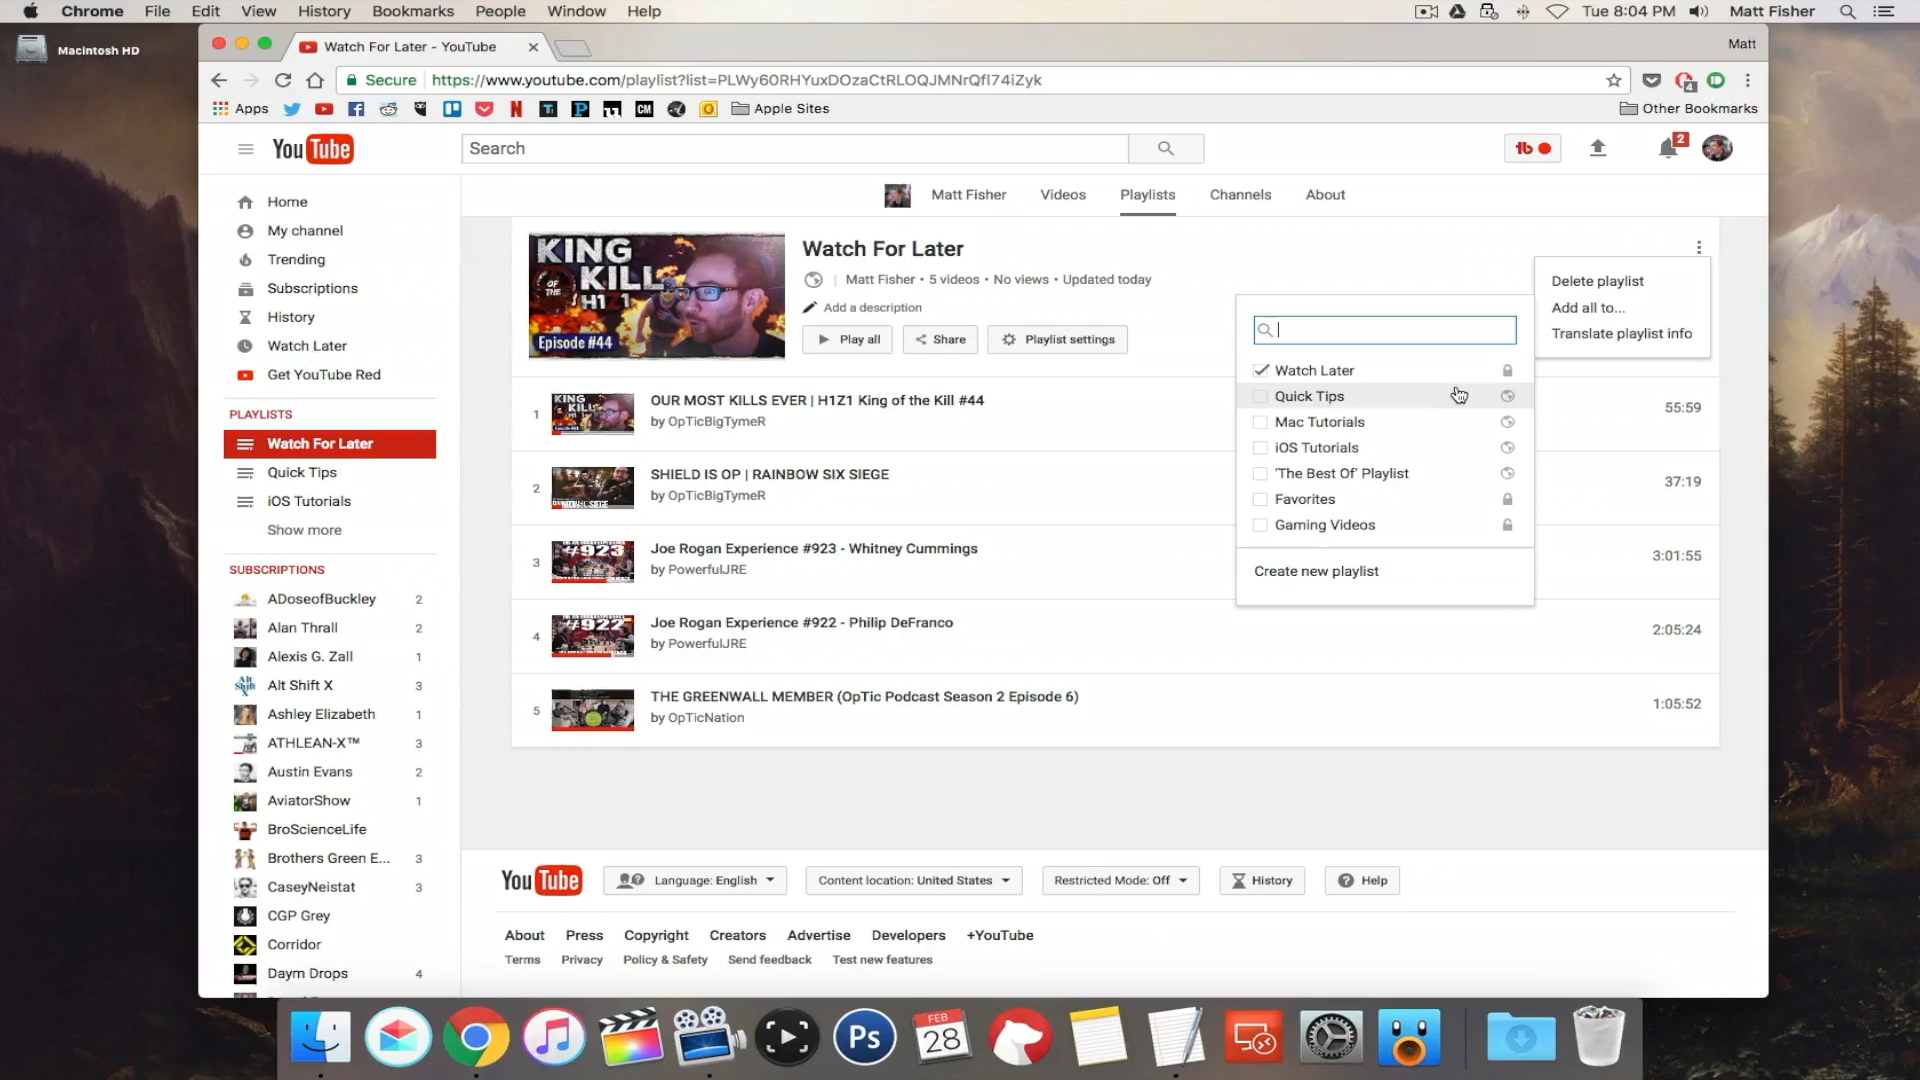 Chrome File Edit View History Bookmarks People Window Help
Tue 8:04 PM Matt Fisher
Macintosh HD
Watch For Later - YouTube
Matt
Secure https://www.youtube.com/playlist?list=PLWy60RHYuxDOzaCtRLOQJMNrQfl74iZyk
4
Apps
Apple Sites
Other Bookmarks
YouTube
Search
2
Home
My channel
Trending
Subscriptions
History
Watch Later
Get YouTube Red
PLAYLISTS
Watch For Later
Quick Tips
iOS Tutorials
Show more
SUBSCRIPTIONS
ADoseofBuckley 2
Alan Thrall 2
Alexis G. Zall 1
Alt Shift X 3
Ashley Elizabeth 1
ATHLEAN-X™ 3
Austin Evans 2
AviatorShow 1
BroScienceLife
Brothers Green E... 3
CaseyNeistat 3
CGP Grey
Corridor
Daym Drops 4
Matt Fisher Videos Playlists Channels About
KING
OF THE
KILL
H1Z1
Episode #44
Watch For Later
Matt Fisher • 5 videos • No views • Updated today
Add a description
Play all Share Playlist settings
Delete playlist
Add all to...
Translate playlist info
Watch Later
Quick Tips
Mac Tutorials
iOS Tutorials
'The Best Of' Playlist
Favorites
Gaming Videos
Create new playlist
1 OUR MOST KILLS EVER | H1Z1 King of the Kill #44 55:59
by OpTicBigTymeR
2 SHIELD IS OP | RAINBOW SIX SIEGE 37:19
by OpTicBigTymeR
3 #923 Joe Rogan Experience #923 - Whitney Cummings 3:01:55
by PowerfulJRE
4 #922 Joe Rogan Experience #922 - Philip DeFranco 2:05:24
by PowerfulJRE
5 THE GREENWALL MEMBER (OpTic Podcast Season 2 Episode 6) 1:05:52
by OpTicNation
YouTube Language: English Content location: United States Restricted Mode: Off History Help
About Press Copyright Creators Advertise Developers +YouTube
Terms Privacy Policy & Safety Send feedback Test new features
Ps
FEB
28